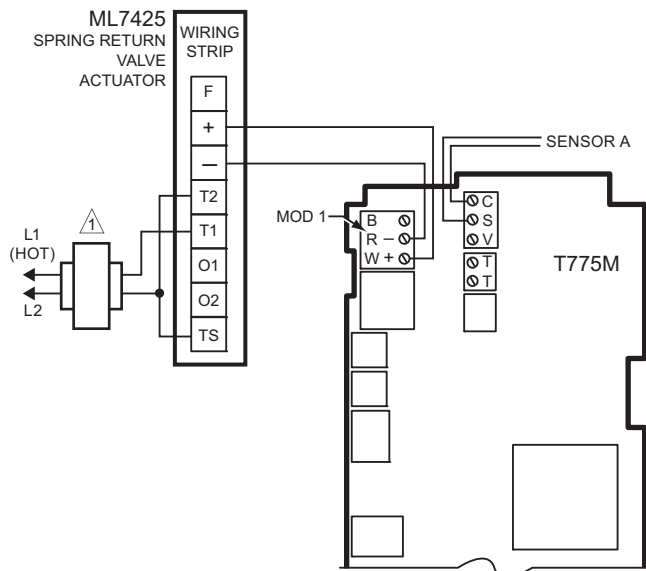 ML7425
SPRING RETURN
VALVE
ACTUATOR
WIRING
STRIP
F
+
–
T2
T1
O1
O2
TS
1
L1
(HOT)
L2
SENSOR A
MOD 1
B
R –
W +
C
S
V
T
T
T775M